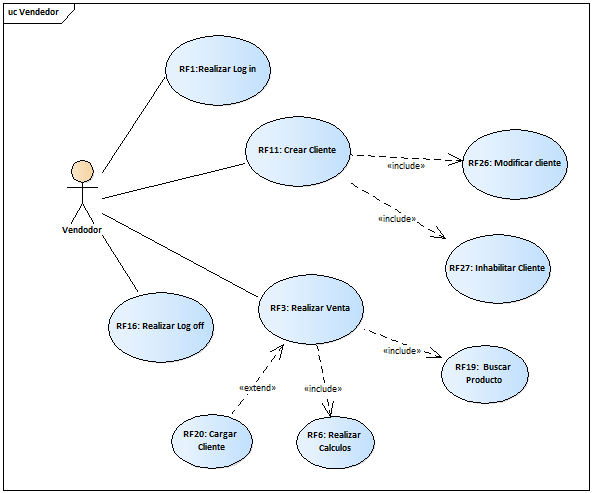 uc Vendedor
RF1:Realizar Log in
RF11: Crear Cliente
«include»
RF26: Modificar cliente
«include»
Vendodor
RF27: Inhabilitar Cliente
RF3: Realizar Venta
RF16: Realizar Log off
«include»
RF19: Buscar
Producto
«extend»
«include»
RF20: Cargar
Cliente
RF6: Realizar
Calculos